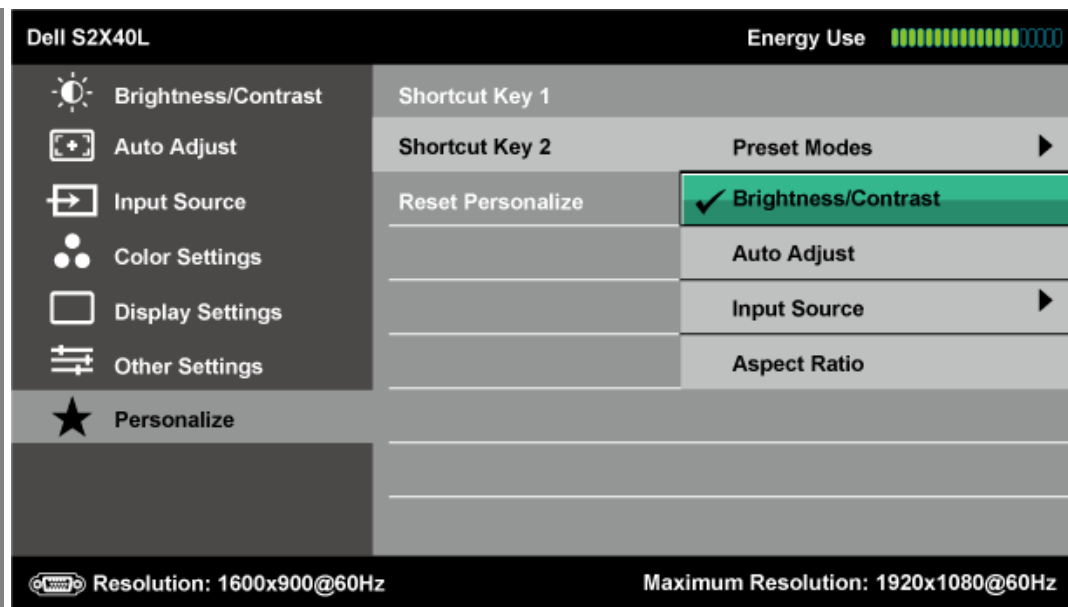 Dell S2X40L Energy Use
Brightness/Contrast Shortcut Key 1
Auto Adjust Shortcut Key 2 Preset Modes
Input Source Reset Personalize Brightness/Contrast
Color Settings Auto Adjust
Display Settings Input Source
Other Settings Aspect Ratio
Personalize
Resolution: 1600x900@60Hz Maximum Resolution: 1920x1080@60Hz